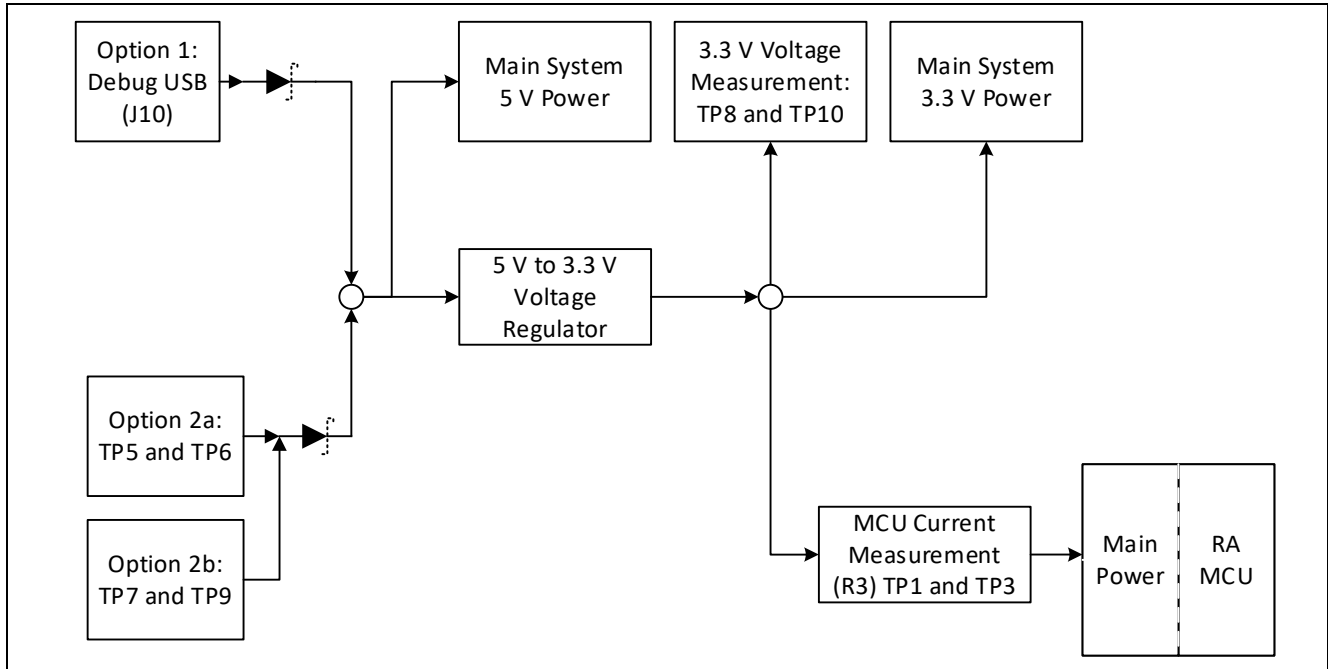 Option 1:
Debug USB
(J10)
Main System
5 V Power
3.3 V Voltage
Measurement:
TP8 and TP10
Main System
3.3 V Power
5 V to 3.3 V
Voltage
Regulator
Option 2a:
TP5 and TP6
Option 2b:
TP7 and TP9
MCU Current
Measurement
(R3) TP1 and TP3
Main
Power
RA
MCU